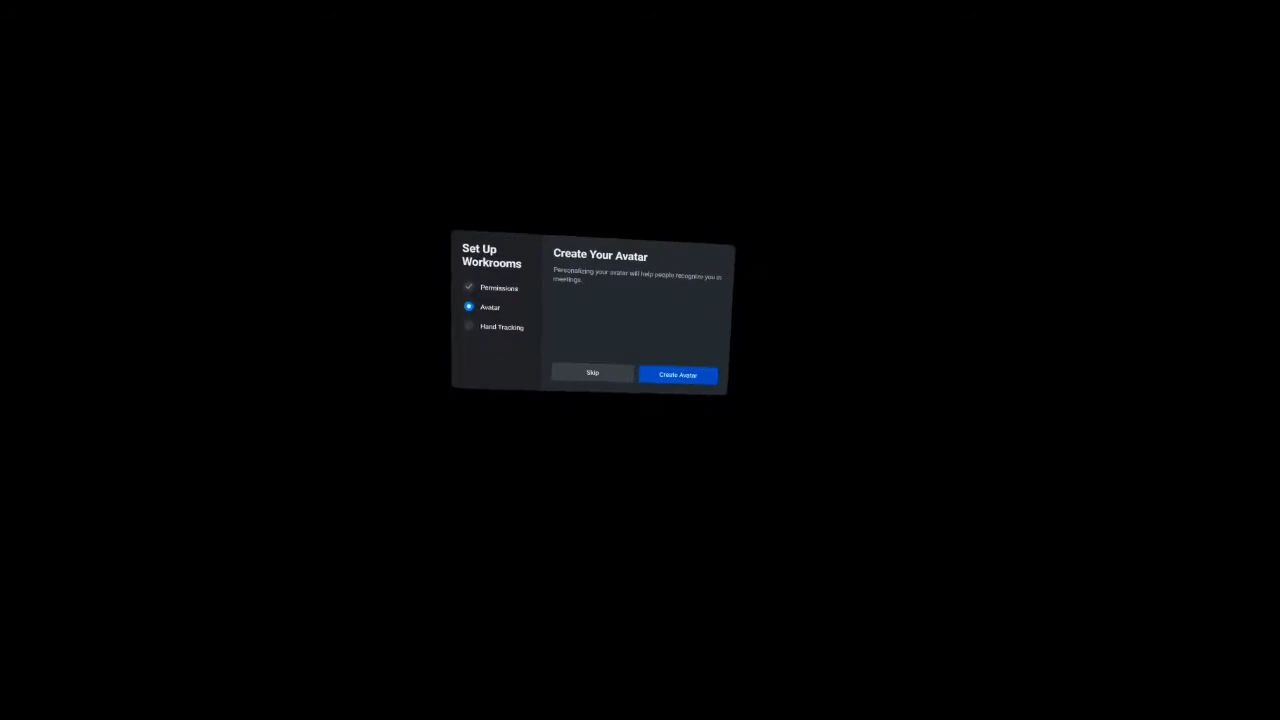 Set Up
Workrooms
Permissions
Avatar
Hand Tracking
Create Your Avatar
Personalizing your avatar will help people recognize you in
meetings.
Skip
Create Avatar